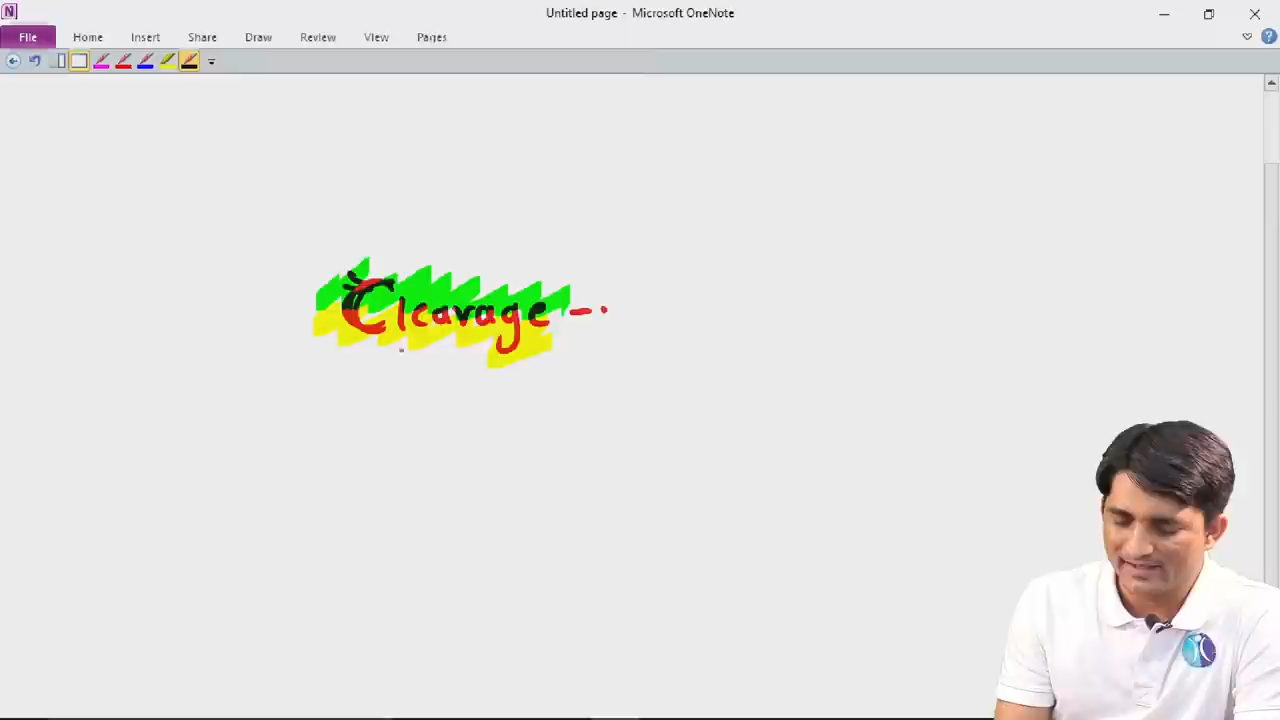 Untitled page - Microsoft OneNote
File Home Insert Share Draw Review View Pages
Cleavage -.